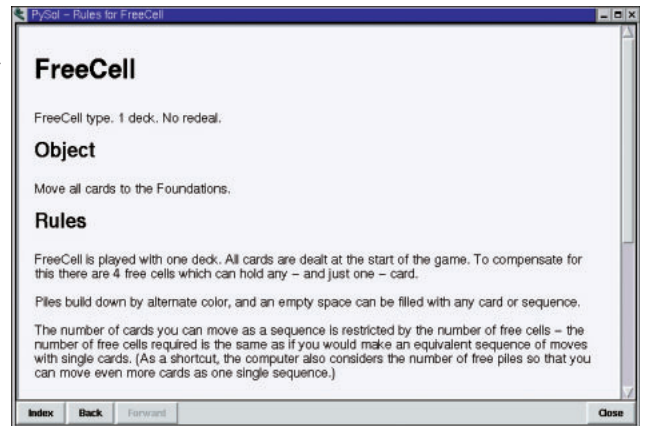 PySol – Rules for FreeCell
FreeCell
FreeCell type. 1 deck. No redeal.
Object
Move all cards to the Foundations.
Rules
FreeCell is played with one deck. All cards are dealt at the start of the game. To compensate for
this there are 4 free cells which can hold any – and just one – card.
Piles build down by alternate color, and an empty space can be filled with any card or sequence.
The number of cards you can move as a sequence is restricted by the number of free cells – the
number of free cells required is the same as if you would make an equivalent sequence of moves
with single cards. (As a shortcut, the computer also considers the number of free piles so that you
can move even more cards as one single sequence.)
Index Back Forward Close